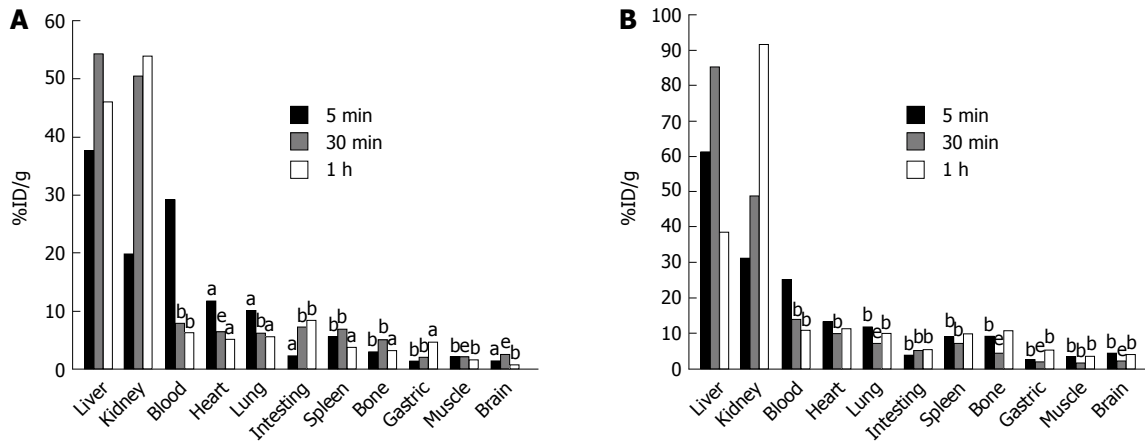 A
60
50
40
30
20
10
0
%ID/g
5 min
30 min
1 h
b b
a e a
a b a
a b b
b b
b b a
b b a
b e b
a e b
Liver Kidney Blood Heart Lung Intesting Spleen Bone Gastric Muscle Brain
B
100
90
80
70
60
50
40
30
20
10
0
%ID/g
5 min
30 min
1 h
b b
b
b e b
b b b
b b b
b e
b e b
b b b
b e b
Liver Kidney Blood Heart Lung Intesting Spleen Bone Gastric Muscle Brain